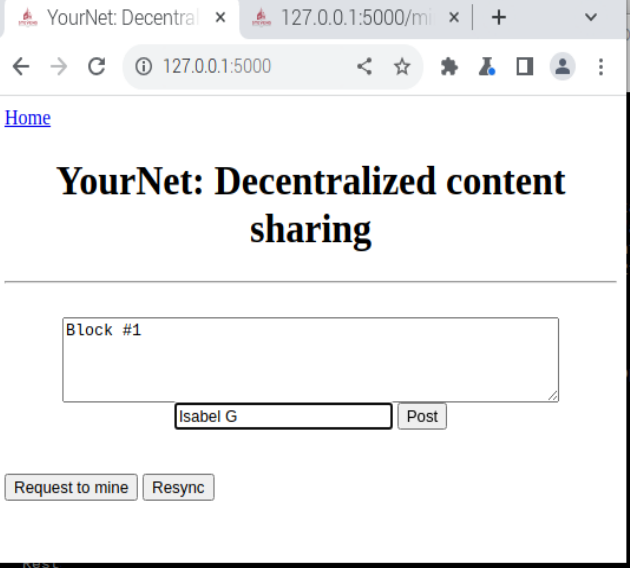 YourNet: Decentral
127.0.0.1:5000/mi
127.0.0.1:5000
Home
YourNet: Decentralized content
sharing
Block #1
Isabel G
Post
Request to mine
Resync